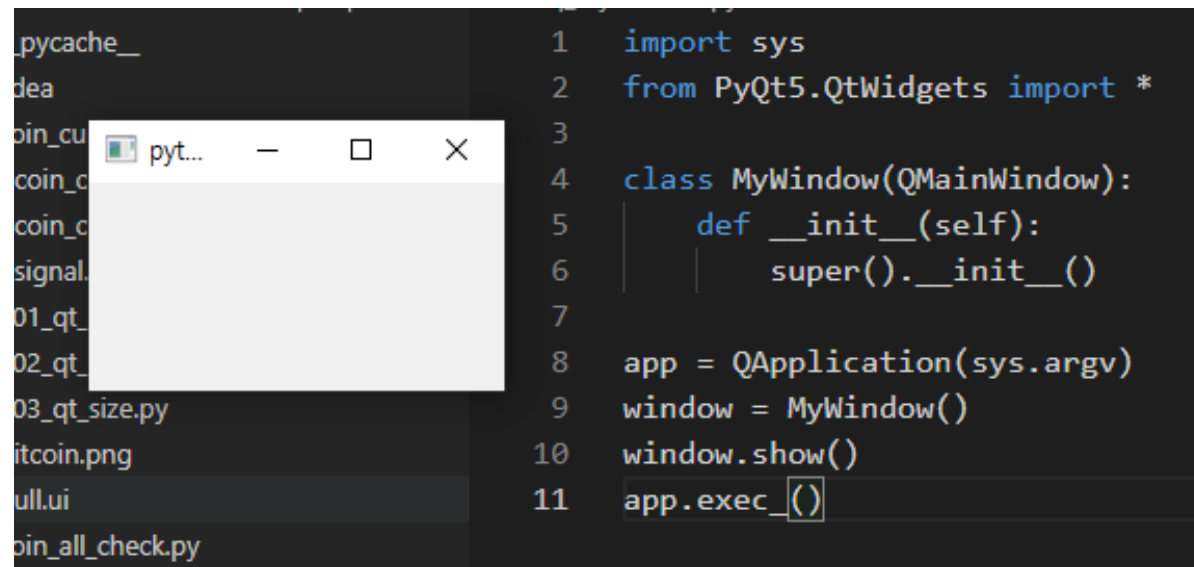 _pycache__
dea
oin_cu
coin_c
coin_c
signal.
01_qt_
02_qt_
03_qt_size.py
itcoin.png
ull.ui
oin_all_check.py
pyt...
1 import sys
2 from PyQt5.QtWidgets import *
3
4 class MyWindow(QMainWindow):
5 def __init__(self):
6 super().__init__()
7
8 app = QApplication(sys.argv)
9 window = MyWindow()
10 window.show()
11 app.exec_()